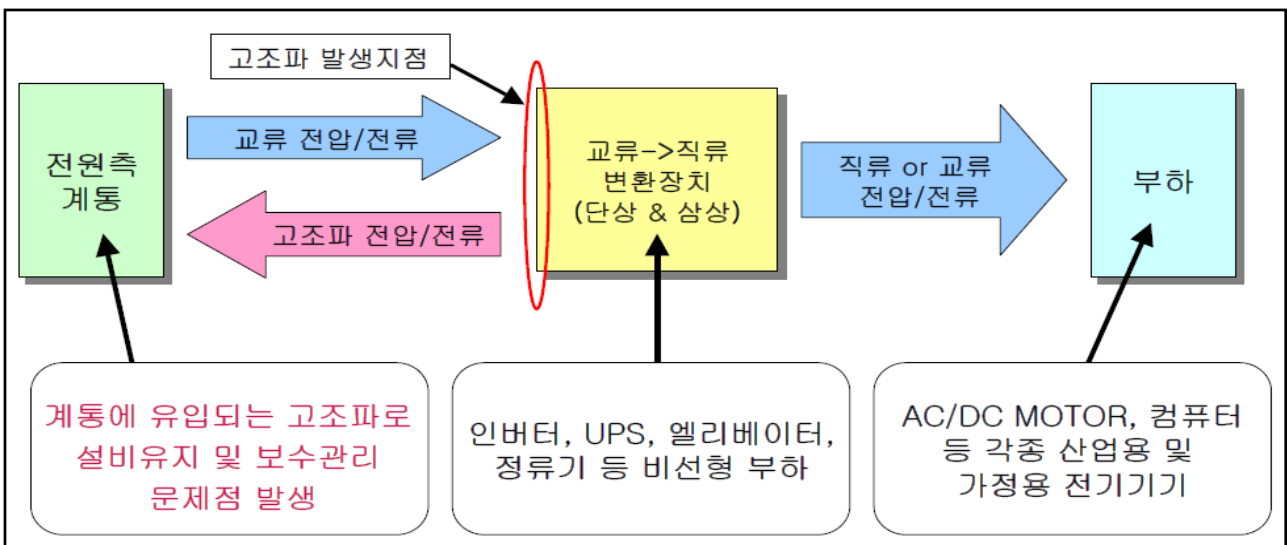 고조파 발생지점
전원측
계통
교류 전압/전류
고조파 전압/전류
교류->직류
변환장치
(단상 & 삼상)
직류 or 교류
전압/전류
부하
계통에 유입되는 고조파로
설비유지 및 보수관리
문제점 발생
인버터, UPS, 엘리베이터,
정류기 등 비선형 부하
AC/DC MOTOR, 컴퓨터
등 각종 산업용 및
가정용 전기기기